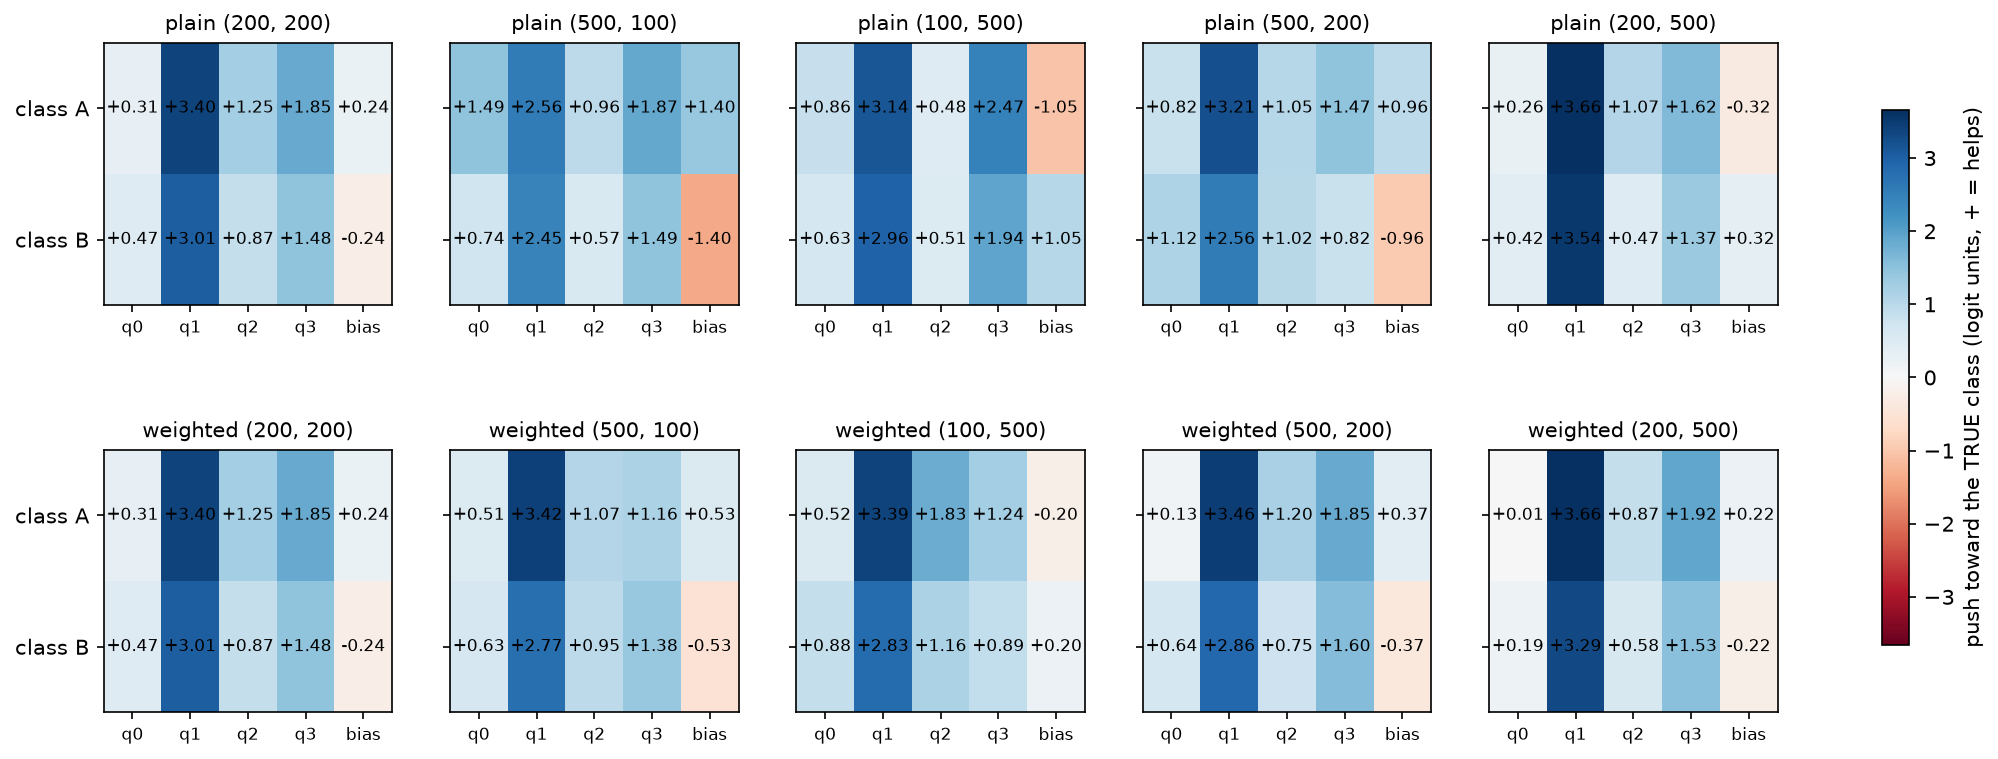 plain (200, 200) plain (500, 100) plain (100, 500) plain (500, 200) plain (200, 500)
class A +0.31 +3.40 +1.25 +1.85 +0.24 +1.49 +2.56 +0.96 +1.87 +1.40 +0.86 +3.14 +0.48 +2.47 -1.05 +0.82 +3.21 +1.05 +1.47 +0.96 +0.26 +3.66 +1.07 +1.62 -0.32
class B +0.47 +3.01 +0.87 +1.48 -0.24 +0.74 +2.45 +0.57 +1.49 -1.40 +0.63 +2.96 +0.51 +1.94 +1.05 +1.12 +2.56 +1.02 +0.82 -0.96 +0.42 +3.54 +0.47 +1.37 +0.32
q0 q1 q2 q3 bias q0 q1 q2 q3 bias q0 q1 q2 q3 bias q0 q1 q2 q3 bias q0 q1 q2 q3 bias
weighted (200, 200) weighted (500, 100) weighted (100, 500) weighted (500, 200) weighted (200, 500)
class A +0.31 +3.40 +1.25 +1.85 +0.24 +0.51 +3.42 +1.07 +1.16 +0.53 +0.52 +3.39 +1.83 +1.24 -0.20 +0.13 +3.46 +1.20 +1.85 +0.37 +0.01 +3.66 +0.87 +1.92 +0.22
class B +0.47 +3.01 +0.87 +1.48 -0.24 +0.63 +2.77 +0.95 +1.38 -0.53 +0.88 +2.83 +1.16 +0.89 +0.20 +0.64 +2.86 +0.75 +1.60 -0.37 +0.19 +3.29 +0.58 +1.53 -0.22
q0 q1 q2 q3 bias q0 q1 q2 q3 bias q0 q1 q2 q3 bias q0 q1 q2 q3 bias q0 q1 q2 q3 bias
3
2
1
0
−1
−2
−3
push toward the TRUE class (logit units, + = helps)